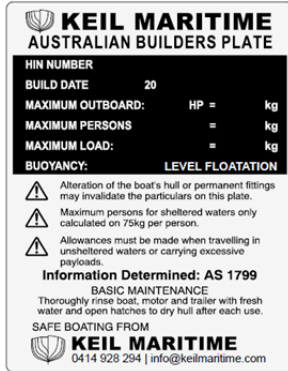 KEIL MARITIME
AUSTRALIAN BUILDERS PLATE
HIN NUMBER
BUILD DATE 20
MAXIMUM OUTBOARD: HP = kg
MAXIMUM PERSONS = kg
MAXIMUM LOAD: = kg
BUOYANCY: LEVEL FLOATATION
Alteration of the boat's hull or permanent fittings
may invalidate the particulars on this plate.
Maximum persons for sheltered waters only
calculated on 75kg per person.
Allowances must be made when travelling in
unsheltered waters or carrying excessive
payloads.
Information Determined: AS 1799
BASIC MAINTENANCE
Thoroughly rinse boat, motor and trailer with fresh
water and open hatches to dry hull after each use.
SAFE BOATING FROM
KEIL MARITIME
0414 928 294 | info@keilmaritime.com